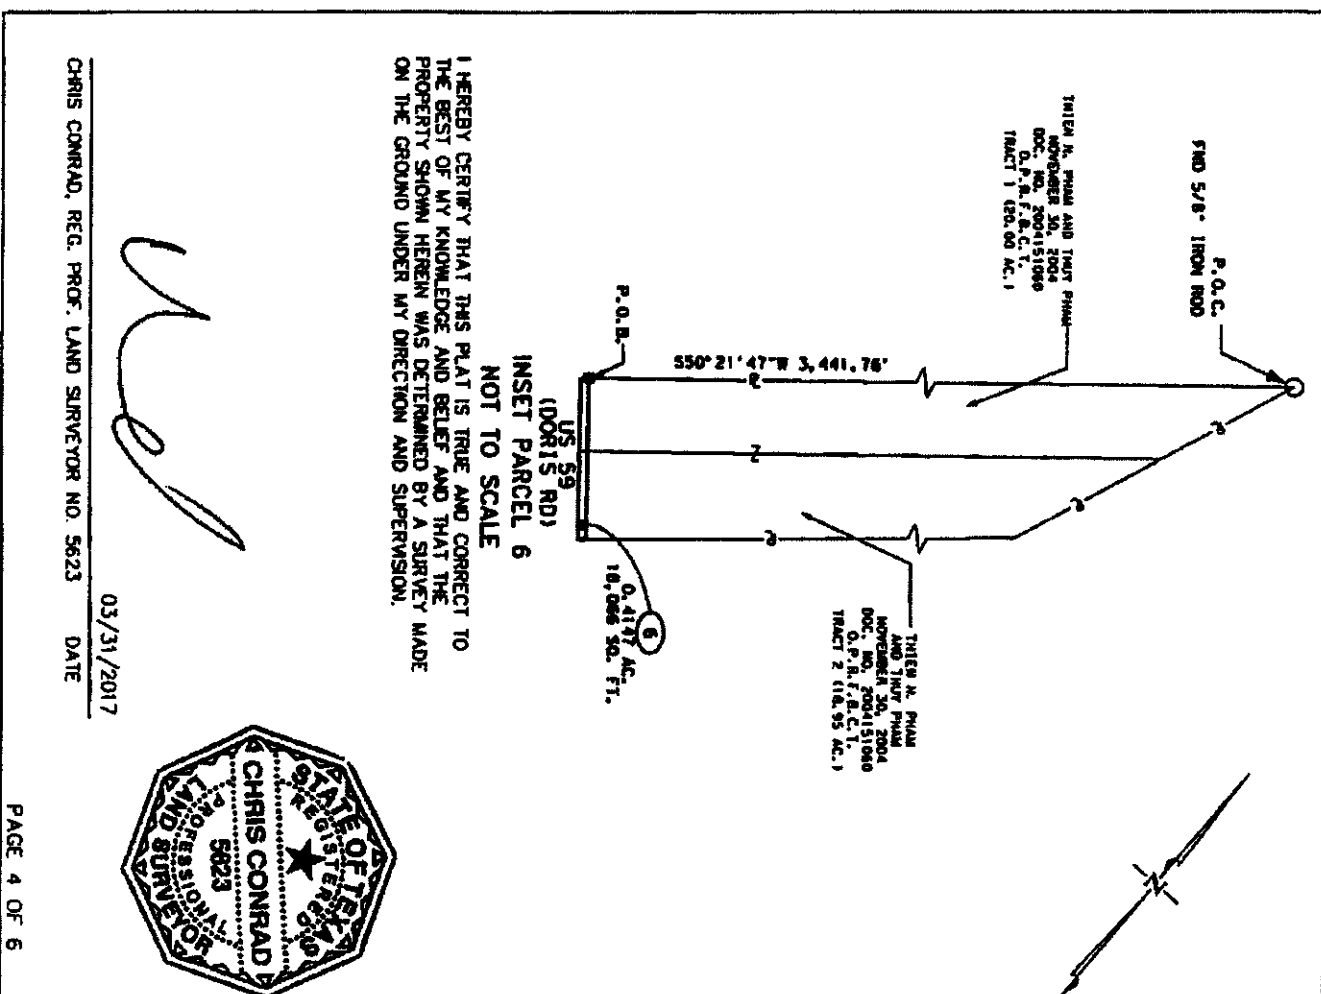 FND 5/8" IRON ROD
P.O.C.
THIEN N. PHAM AND THUY PHAM
NOVEMBER 30, 2004
DOC. NO. 2004151060
O.P.R.F.B.C.T.
TRACT 1 (20.00 AC.)
S50°21'47"W 3,441.76'
P.O.B.
THIEN N. PHAM
AND THUY PHAM
NOVEMBER 30, 2004
DOC. NO. 2004151060
O.P.R.F.B.C.T.
TRACT 2 (18.95 AC.)
6
0.4147 AC.
18,066 SQ. FT.
US 59
(DORIS RD)
INSET PARCEL 6
NOT TO SCALE
I HEREBY CERTIFY THAT THIS PLAT IS TRUE AND CORRECT TO
THE BEST OF MY KNOWLEDGE AND BELIEF AND THAT THE
PROPERTY SHOWN HEREIN WAS DETERMINED BY A SURVEY MADE
ON THE GROUND UNDER MY DIRECTION AND SUPERVISION.
03/31/2017
CHRIS CONRAD, REG. PROF. LAND SURVEYOR NO. 5623 DATE
STATE OF TEXAS
REGISTERED
CHRIS CONRAD
5623
PROFESSIONAL
LAND SURVEYOR
N
PAGE 4 OF 6